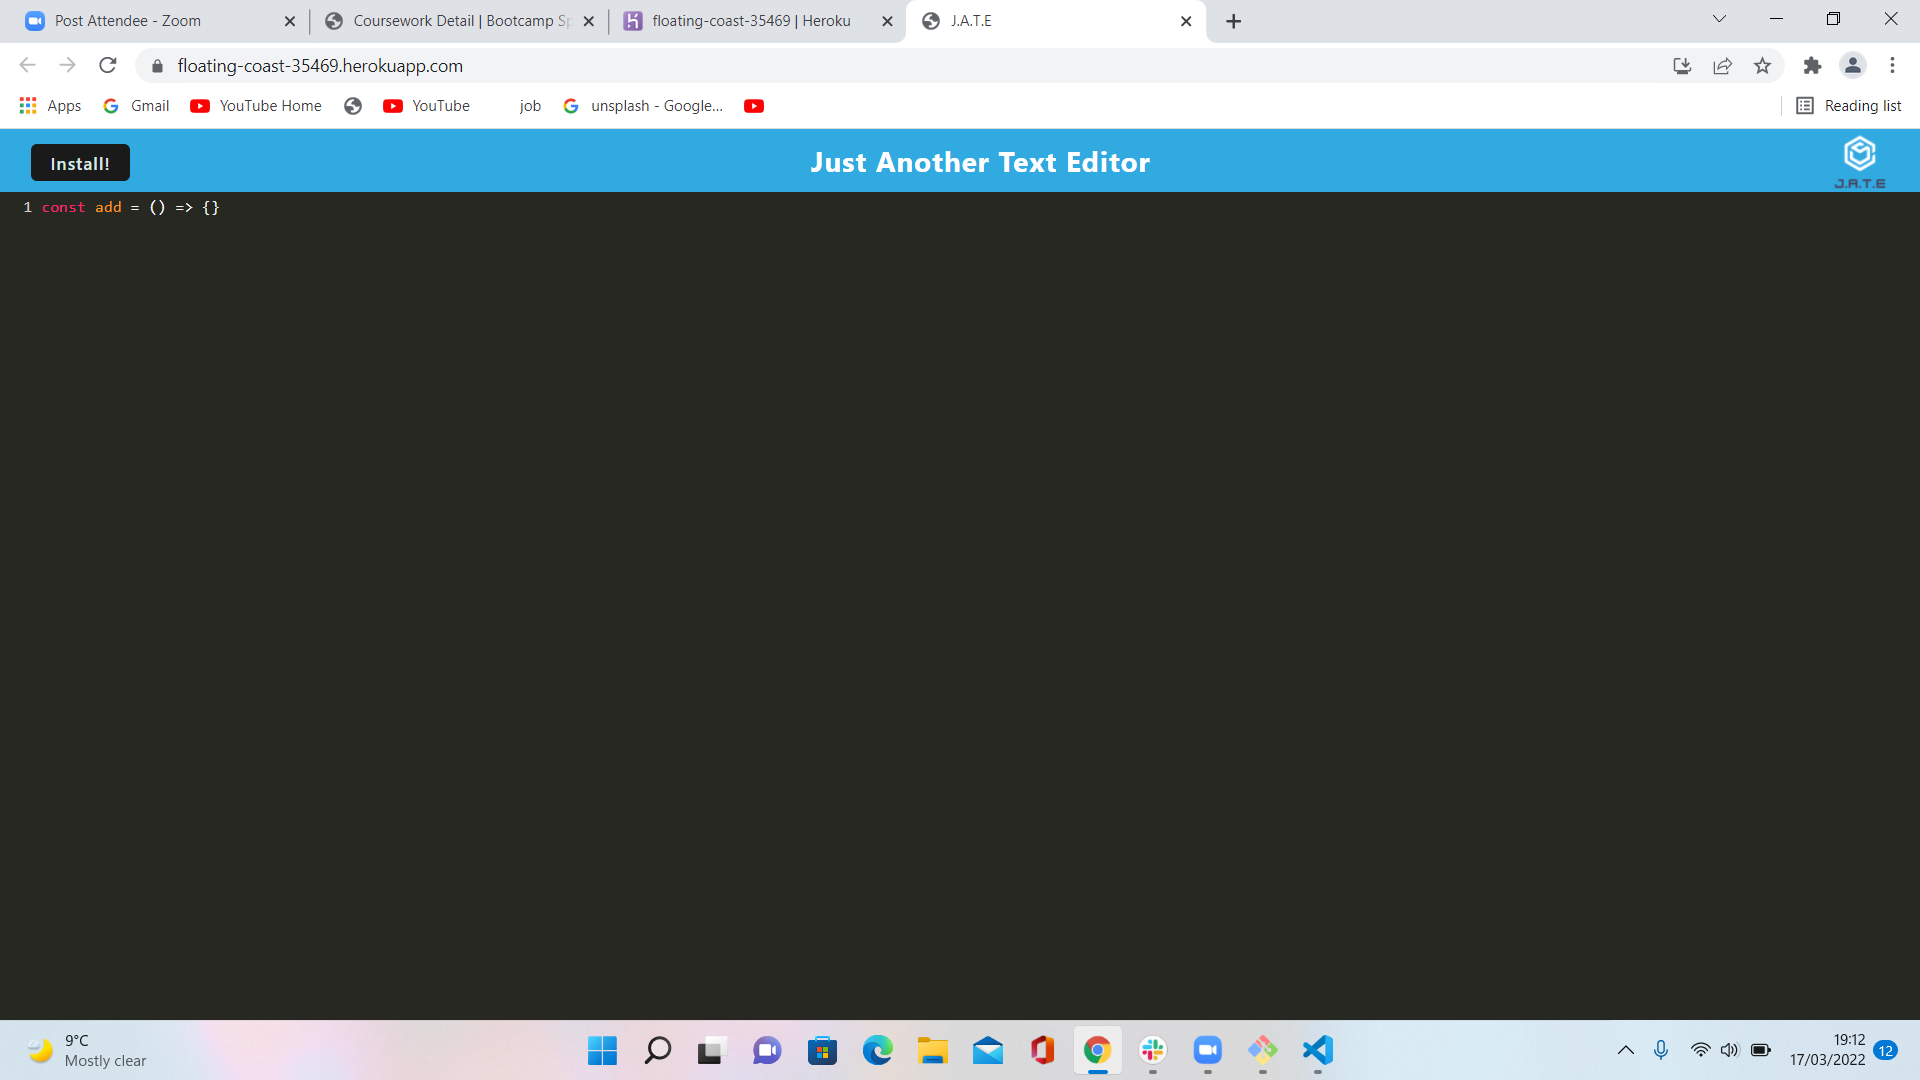 Post Attendee - Zoom
Coursework Detail | Bootcamp Sp
floating-coast-35469 | Heroku
J.A.T.E
floating-coast-35469.herokuapp.com
Apps
Gmail
YouTube Home
YouTube
job
unsplash - Google...
Reading list
Install!
Just Another Text Editor
J.A.T.E
1 const add = () => {}
9°C
Mostly clear
19:12
17/03/2022
12